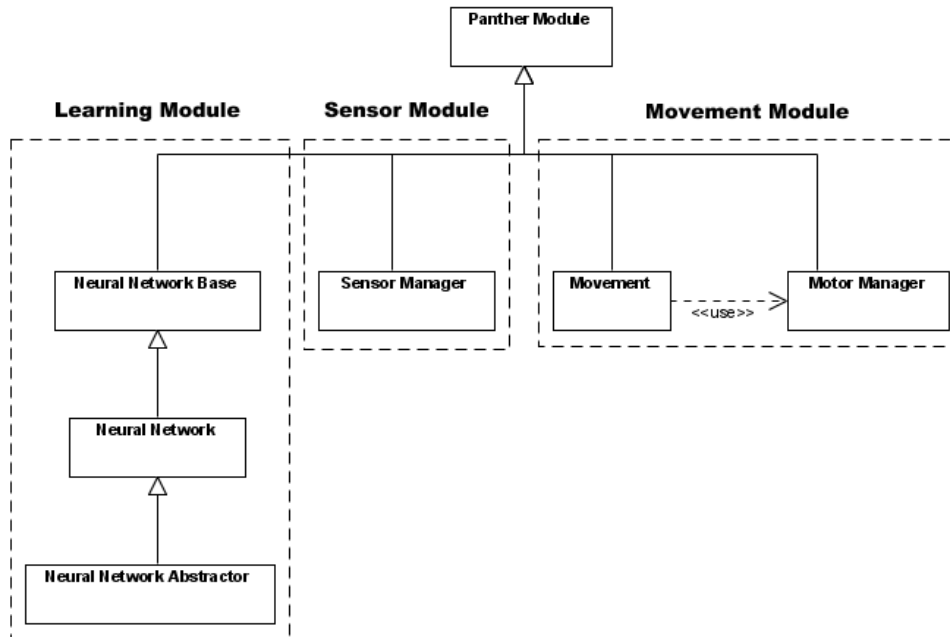 Panther Module
Learning Module
Sensor Module
Movement Module
Neural Network Base
Sensor Manager
Movement
Motor Manager
<<use>>
Neural Network
Neural Network Abstractor